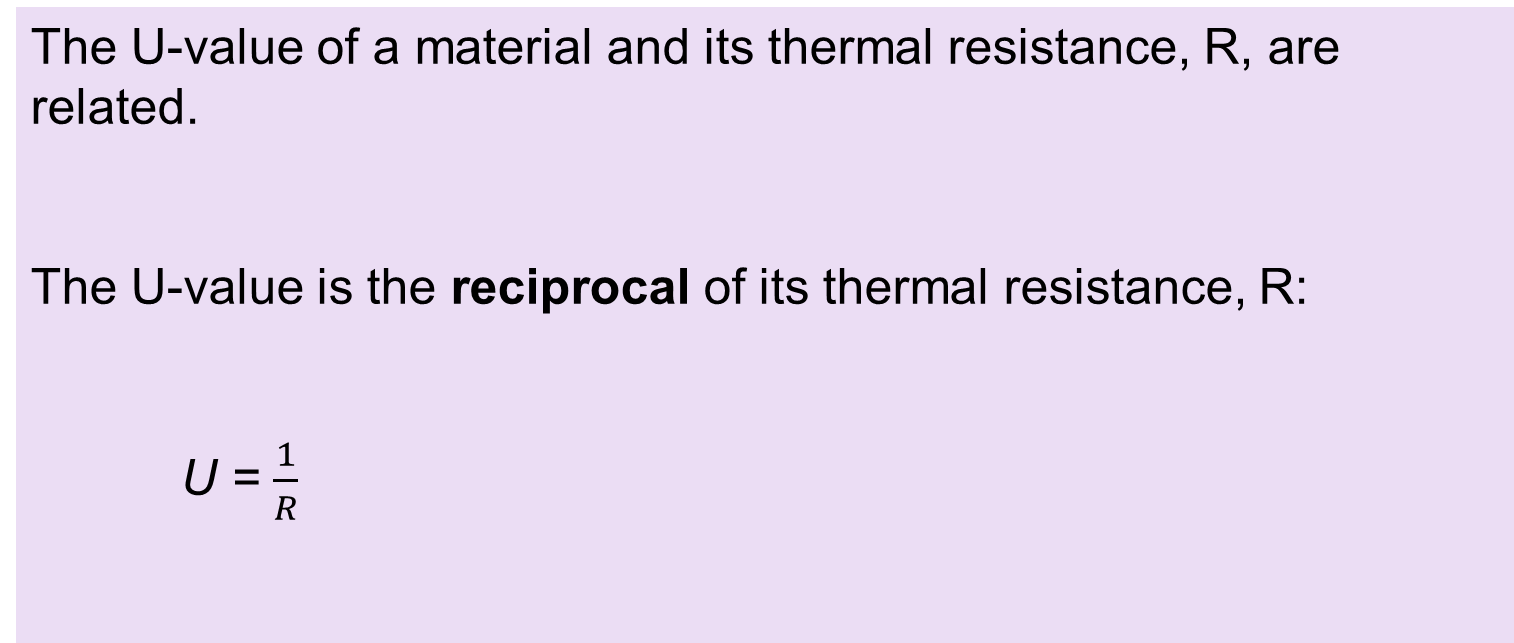 The U-value of a material and its thermal resistance, R, are
related.
The U-value is the reciprocal of its thermal resistance, R:
U = 1/R